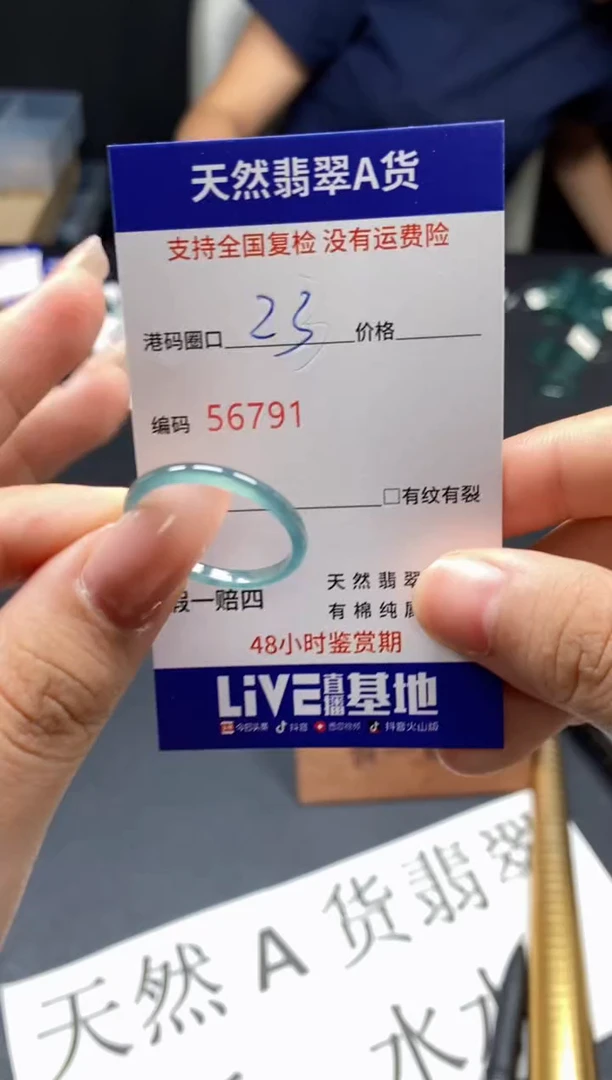 天然翡翠A货
支持全国复检 没有运费险
港码圈口 23 价格
编码 56791
□有纹有裂
假一赔四
天然翡翠
有棉纯
48小时鉴赏期
LiVE直播基地
今日头条 抖音 西瓜视频 抖音火山版
天然A货翡翠
水